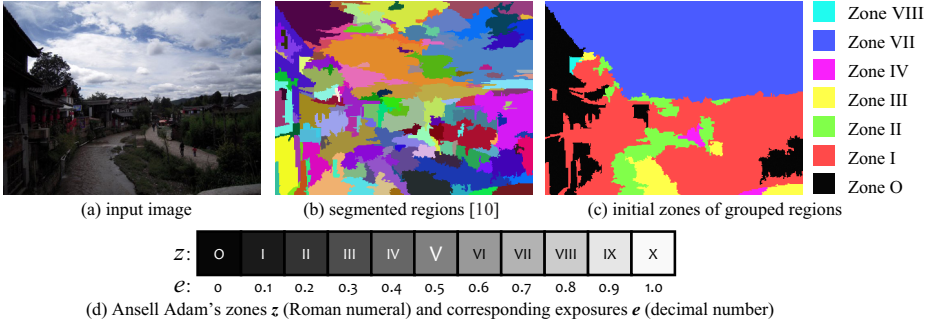 Zone VIII
Zone VII
Zone IV
Zone III
Zone II
Zone I
Zone O
(a) input image
(b) segmented regions [10]
(c) initial zones of grouped regions
z: O I II III IV V VI VII VIII IX X
e: 0 0.1 0.2 0.3 0.4 0.5 0.6 0.7 0.8 0.9 1.0
(d) Ansell Adam's zones z (Roman numeral) and corresponding exposures e (decimal number)